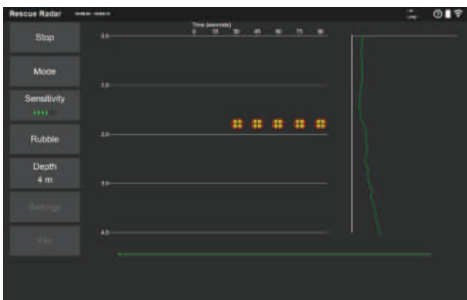 Rescue Radar
Stop
Mode
Sensitivity
Rubble
Depth
4 m
Settings
Time (seconds)
0 15 30 45 60 75 90
0.0
1.0
2.0
3.0
4.0